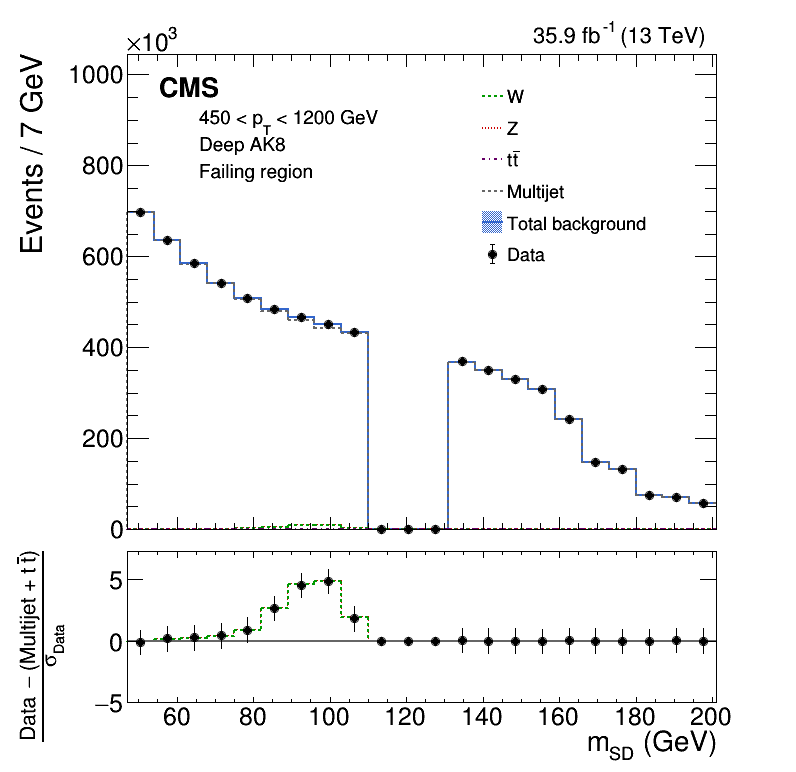 ×10³
35.9 fb⁻¹ (13 TeV)
Events / 7 GeV
1000
800
600
400
200
0
CMS
450 < p_T < 1200 GeV
Deep AK8
Failing region
W
Z
tt̅
Multijet
Total background
Data
Data − (Multijet + t t̅)
σ_Data
5
0
−5
60 80 100 120 140 160 180 200
m_SD (GeV)